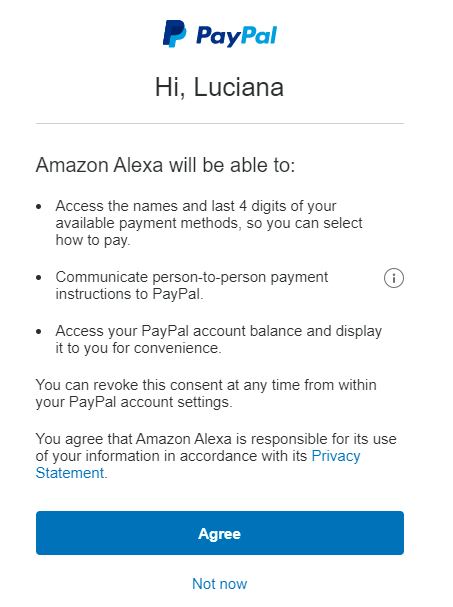 PayPal
Hi, Luciana
Amazon Alexa will be able to:
• Access the names and last 4 digits of your
available payment methods, so you can select
how to pay.
• Communicate person-to-person payment
instructions to PayPal.
• Access your PayPal account balance and display
it to you for convenience.
You can revoke this consent at any time from within
your PayPal account settings.
You agree that Amazon Alexa is responsible for its use
of your information in accordance with its Privacy
Statement.
Agree
Not now